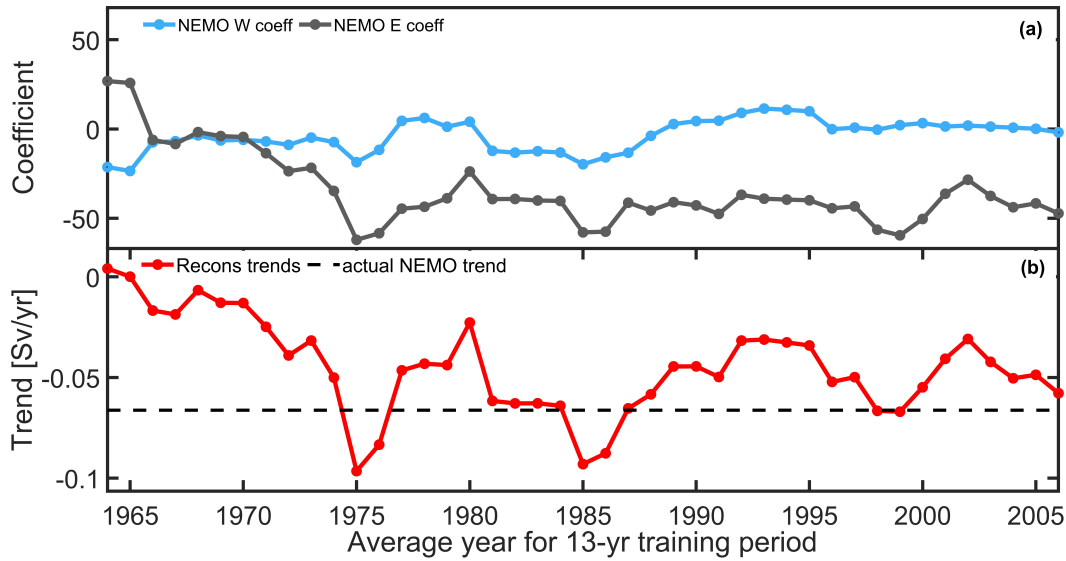 NEMO W coeff NEMO E coeff (a)
50
0
-50
Coefficient
Recons trends actual NEMO trend (b)
0
-0.05
-0.1
Trend [Sv/yr]
1965 1970 1975 1980 1985 1990 1995 2000 2005
Average year for 13-yr training period